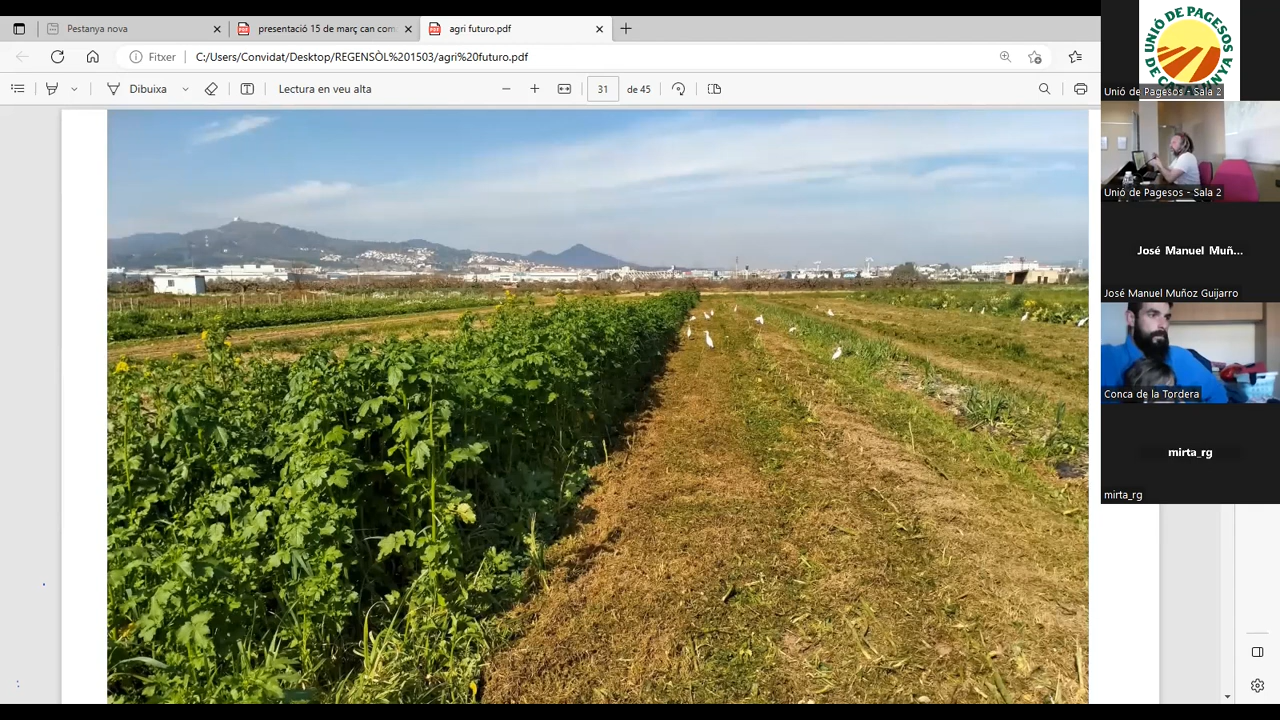 Pestanya nova
presentació 15 de març can com
agri futuro.pdf
Fitxer
C:/Users/Convidat/Desktop/REGENSÒL%201503/agri%20futuro.pdf
Dibuixa
Lectura en veu alta
31
de 45
UNIÓ DE PAGESOS
DE CATALUNYA
Unió de Pagesos - Sala 2
Unió de Pagesos - Sala 2
José Manuel Muñ...
José Manuel Muñoz Guijarro
Conca de la Tordera
mirta_rg
mirta_rg